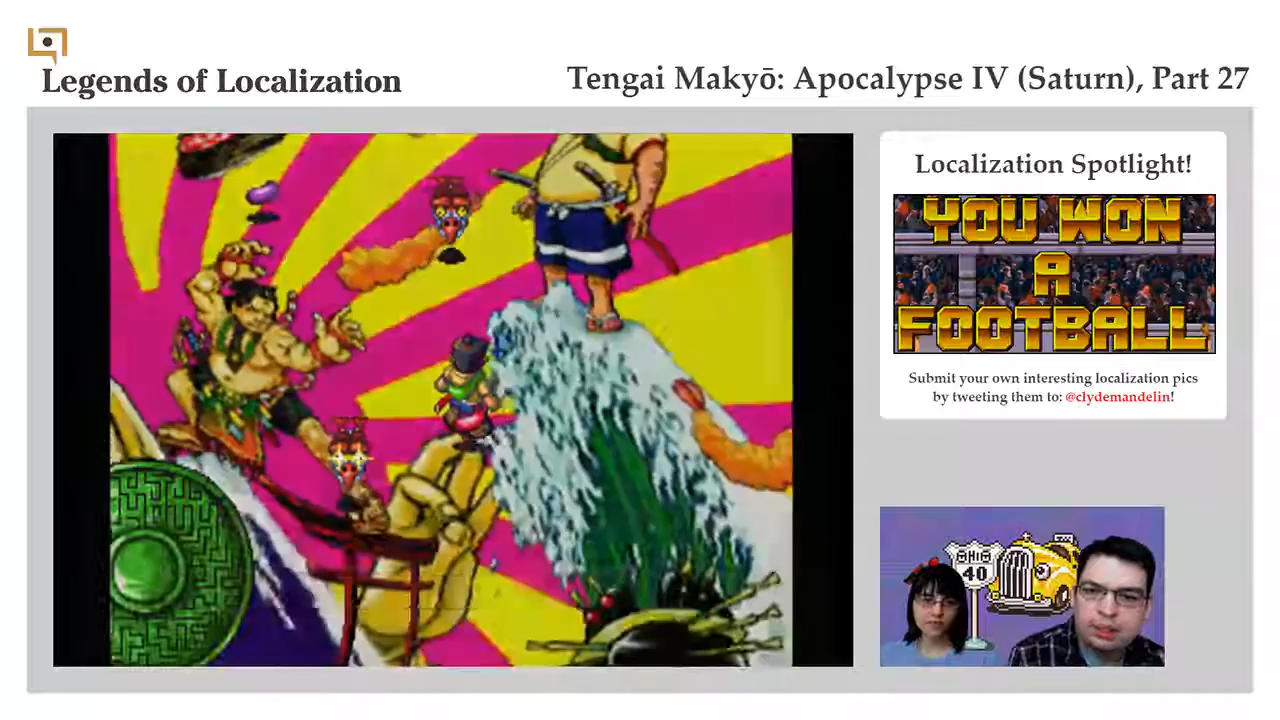 Legends of Localization
Tengai Makyō: Apocalypse IV (Saturn), Part 27
Localization Spotlight!
YOU WON
A
FOOTBALL
Submit your own interesting localization pics
by tweeting them to: @clydemandelin!
OHIO
40